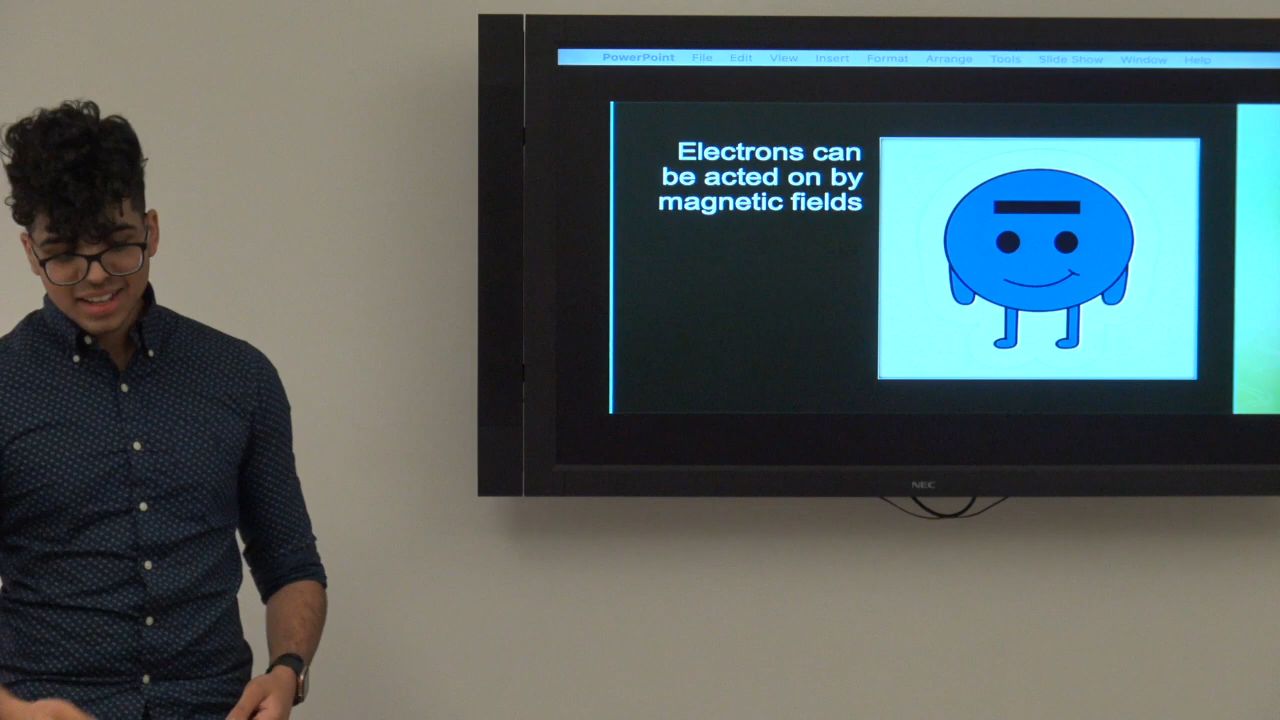 PowerPoint File Edit View Insert Format Arrange Tools Slide Show Window Help
Electrons can
be acted on by
magnetic fields
NEC